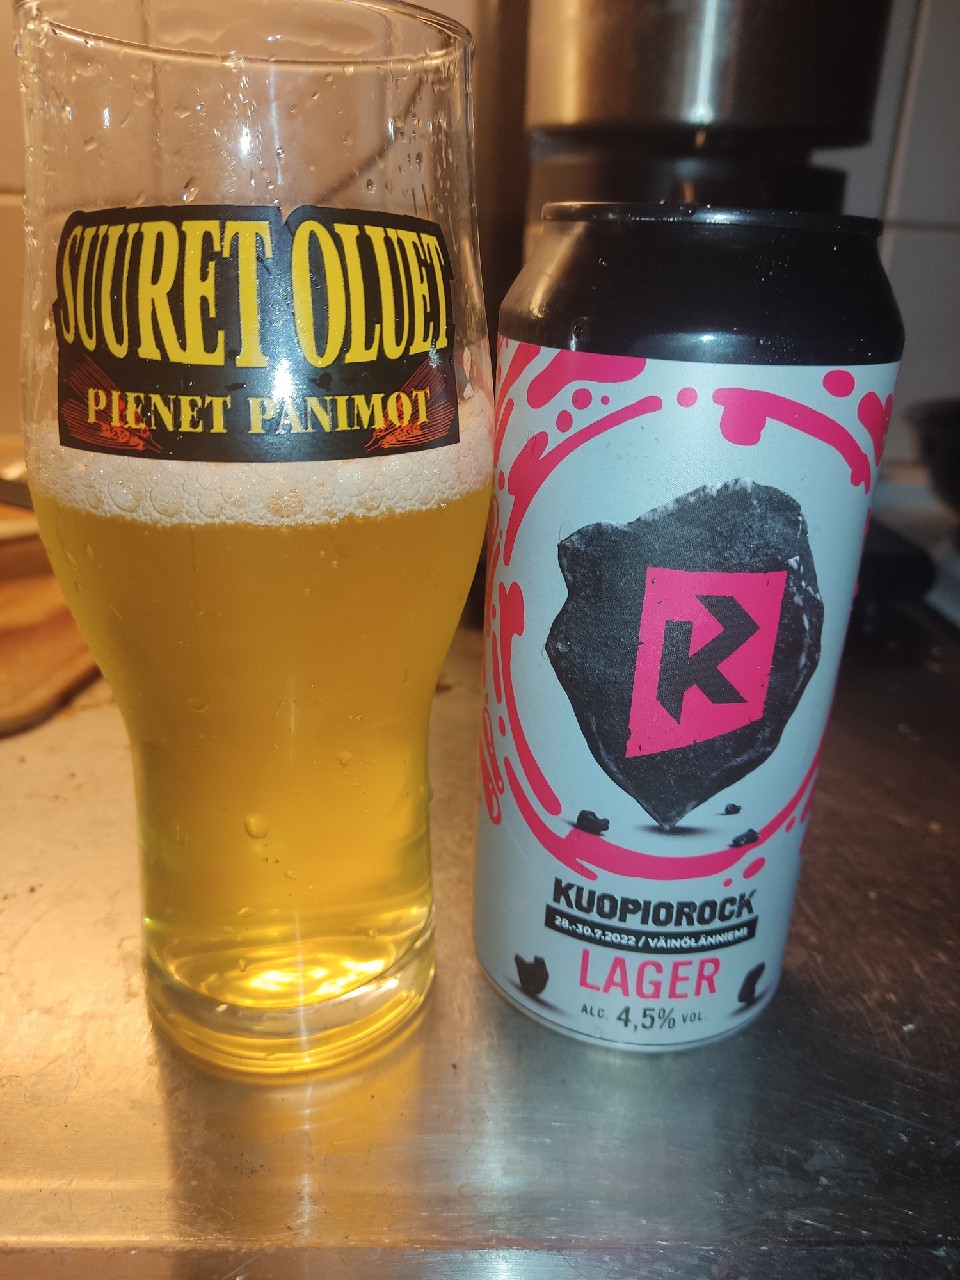 SUURET OLUET
PIENET PANIMOT
K
KUOPIOROCK
28.-30.7.2022 / VÄINÖLÄNNIEMI
LAGER
ALC. 4,5% VOL.